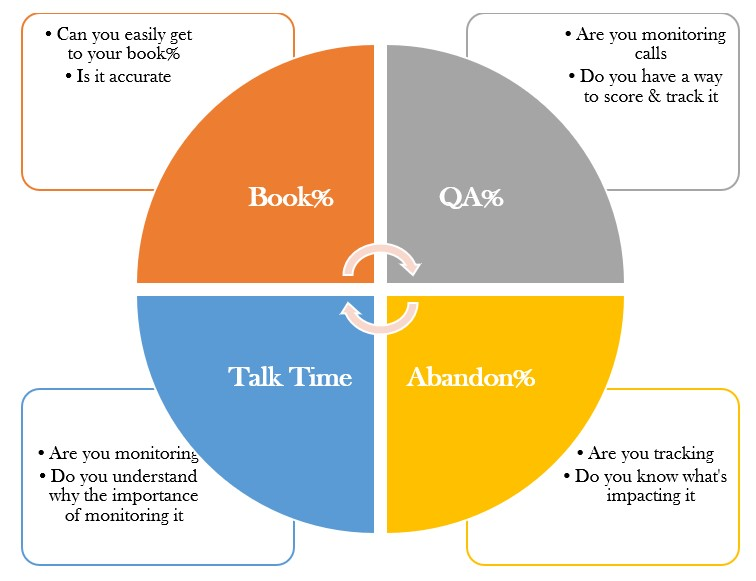 • Can you easily get
to your book%
• Is it accurate
• Are you monitoring
calls
• Do you have a way
to score & track it
Book%
QA%
Talk Time
Abandon%
• Are you monitoring
• Do you understand
why the importance
of monitoring it
• Are you tracking
• Do you know what's
impacting it